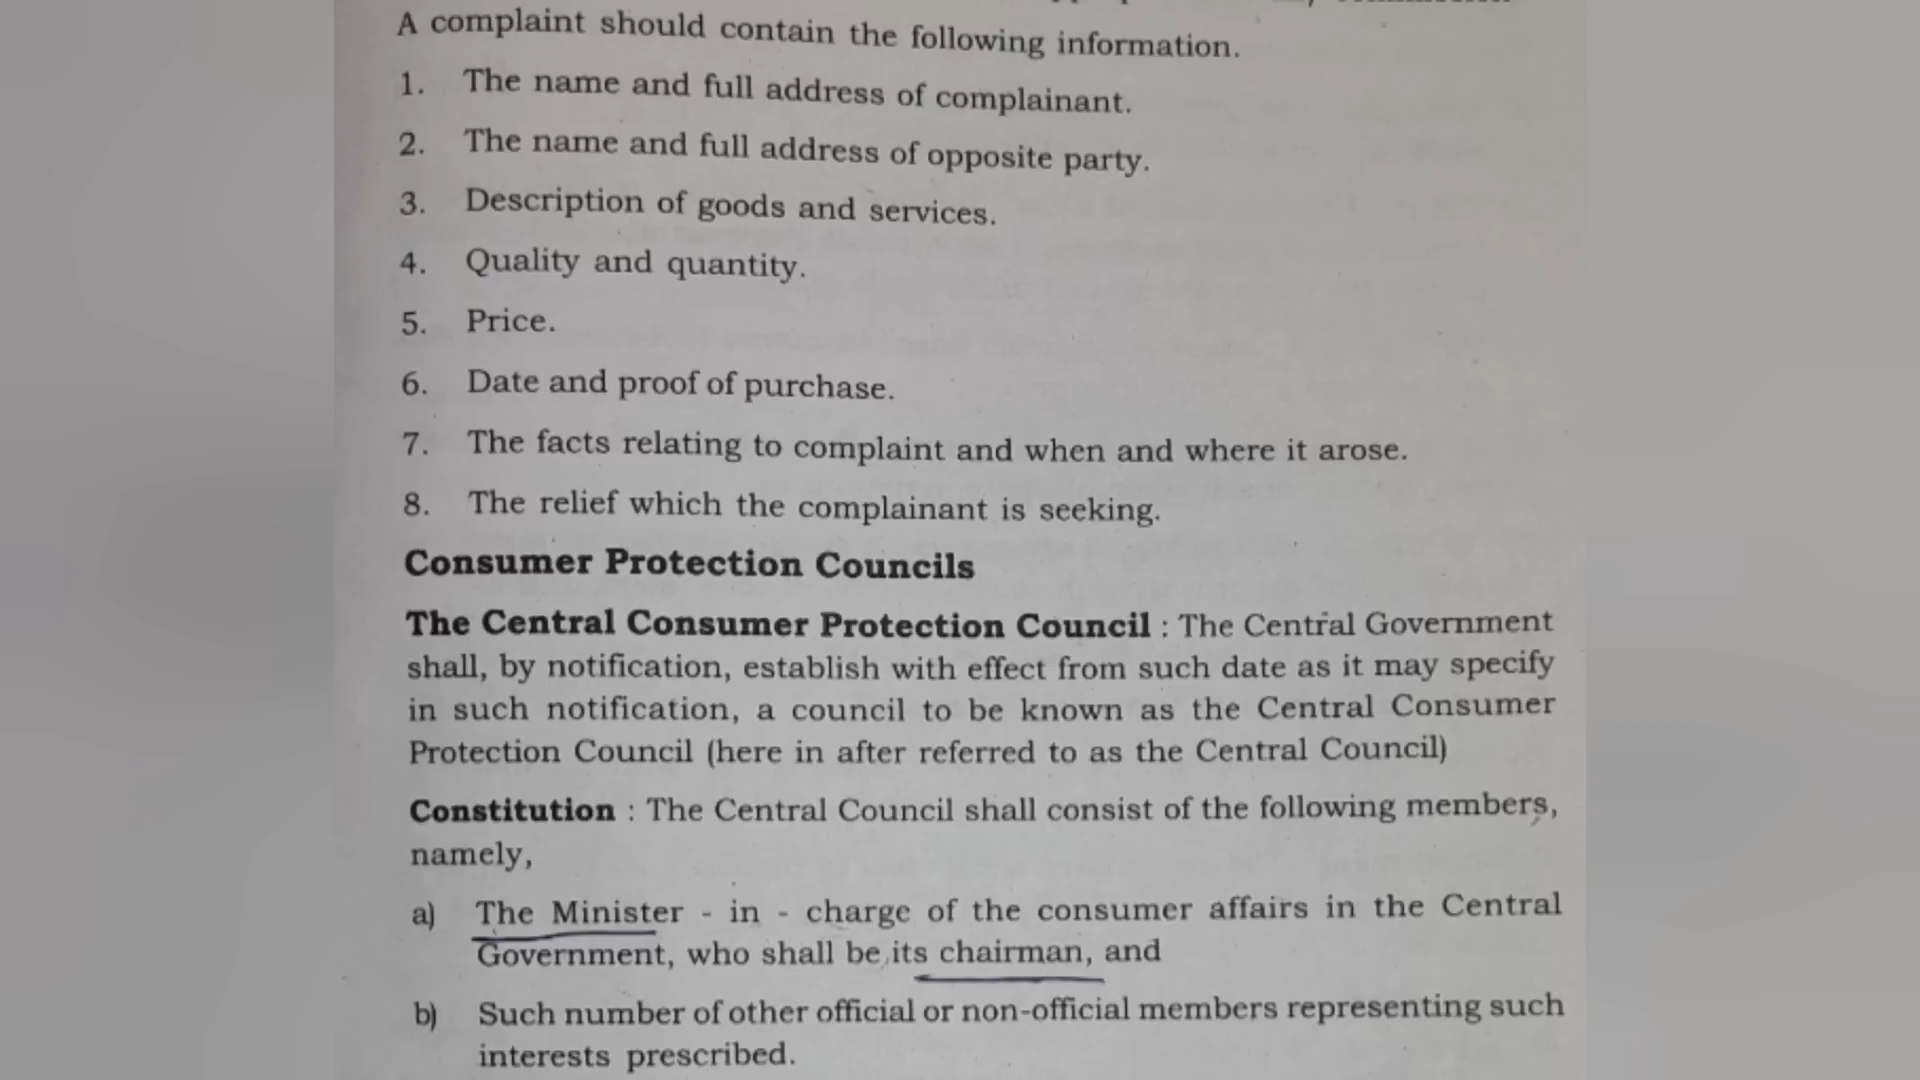 A complaint should contain the following information.
1. The name and full address of complainant.
2. The name and full address of opposite party.
3. Description of goods and services.
4. Quality and quantity.
5. Price.
6. Date and proof of purchase.
7. The facts relating to complaint and when and where it arose.
8. The relief which the complainant is seeking.
Consumer Protection Councils
The Central Consumer Protection Council : The Central Government
shall, by notification, establish with effect from such date as it may specify
in such notification, a council to be known as the Central Consumer
Protection Council (here in after referred to as the Central Council)
Constitution : The Central Council shall consist of the following members,
namely,
a) The Minister - in - charge of the consumer affairs in the Central
Government, who shall be its chairman, and
b) Such number of other official or non-official members representing such
interests prescribed.